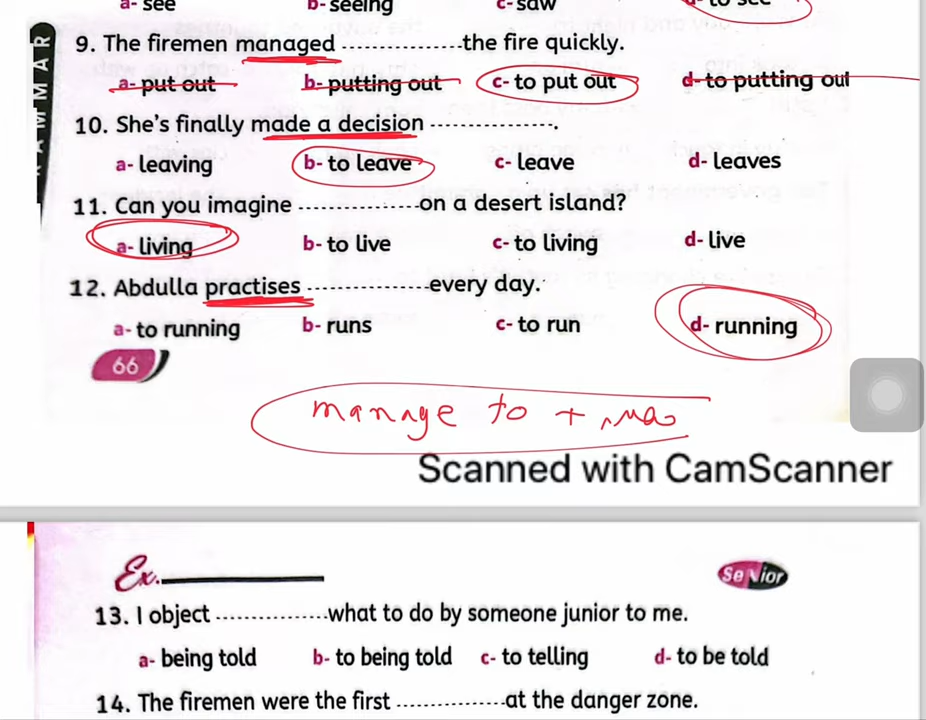 a- see b- seeing c- saw d- to see
9. The firemen managed ..............the fire quickly.
a- put out b- putting out c- to put out d- to putting out
10. She's finally made a decision ...............
a- leaving b- to leave c- leave d- leaves
11. Can you imagine ..............on a desert island?
a- living b- to live c- to living d- live
12. Abdulla practises ..............every day.
a- to running b- runs c- to run d- running
66
manage to +
Scanned with CamScanner
Ex.
13. I object ..............what to do by someone junior to me.
a- being told b- to being told c- to telling d- to be told
14. The firemen were the first ..............at the danger zone.